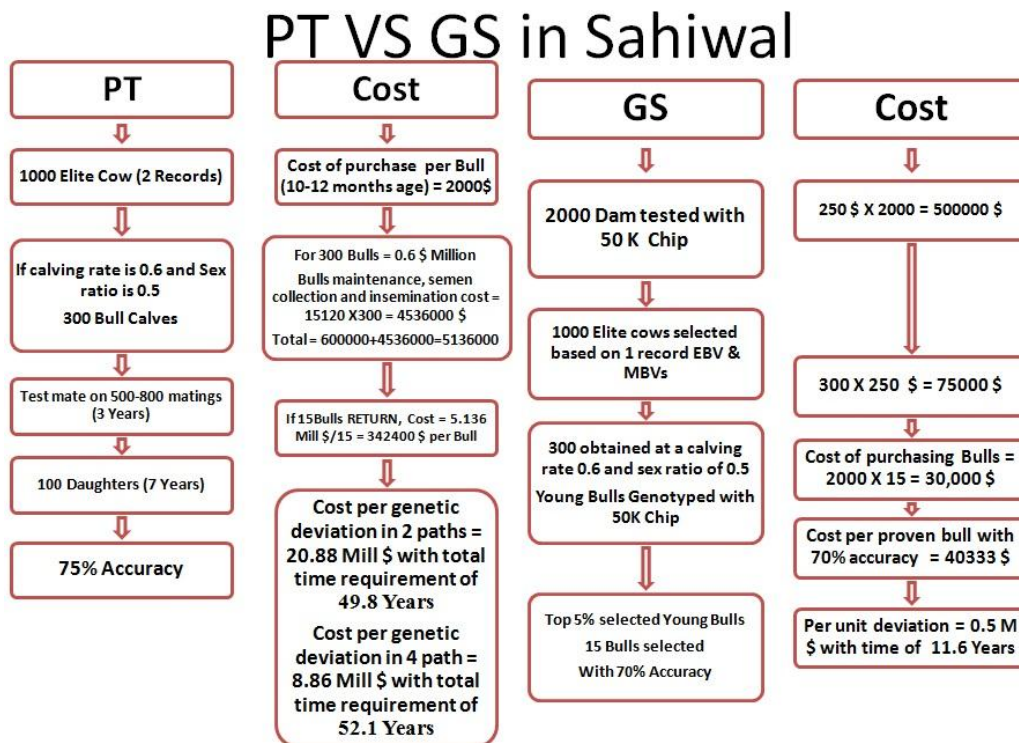 PT VS GS in Sahiwal
PT
1000 Elite Cow (2 Records)
If calving rate is 0.6 and Sex
ratio is 0.5
300 Bull Calves
Test mate on 500-800 matings
(3 Years)
100 Daughters (7 Years)
75% Accuracy
Cost
Cost of purchase per Bull
(10-12 months age) = 2000$
For 300 Bulls = 0.6 $ Million
Bulls maintenance, semen
collection and insemination cost =
15120 X300 = 4536000 $
Total = 600000+4536000=5136000
If 15Bulls RETURN, Cost = 5.136
Mill $/15 = 342400 $ per Bull
Cost per genetic
deviation in 2 paths =
20.88 Mill $ with total
time requirement of
49.8 Years
Cost per genetic
deviation in 4 path =
8.86 Mill $ with total
time requirement of
52.1 Years
GS
2000 Dam tested with
50 K Chip
1000 Elite cows selected
based on 1 record EBV &
MBVs
300 obtained at a calving
rate 0.6 and sex ratio of 0.5
Young Bulls Genotyped with
50K Chip
Top 5% selected Young Bulls
15 Bulls selected
With 70% Accuracy
Cost
250 $ X 2000 = 500000 $
300 X 250 $ = 75000 $
Cost of purchasing Bulls =
2000 X 15 = 30,000 $
Cost per proven bull with
70% accuracy = 40333 $
Per unit deviation = 0.5 M
$ with time of 11.6 Years